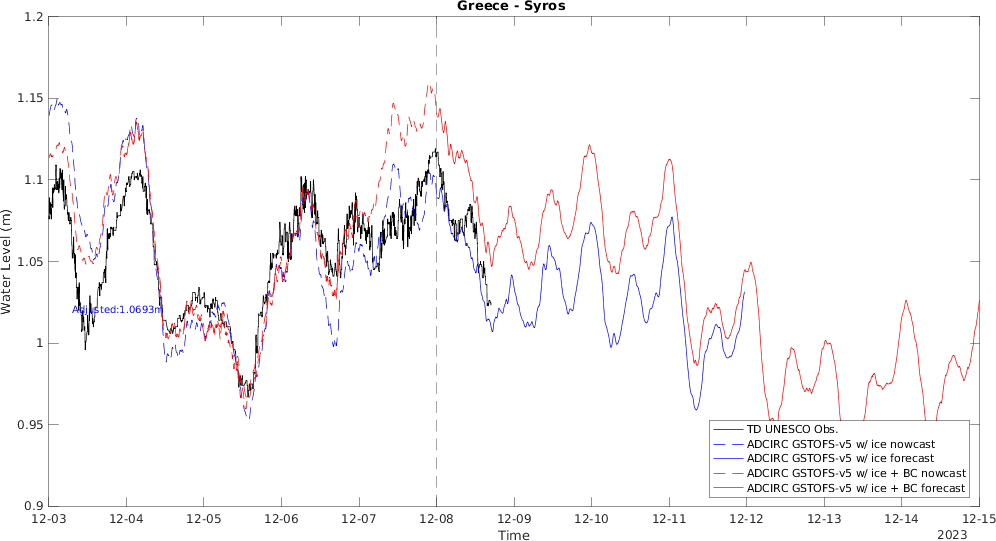 Greece - Syros
1.2
1.15
1.1
1.05
1
0.95
0.9
Water Level (m)
Adjusted:1.0693m
TD UNESCO Obs.
ADCIRC GSTOFS-v5 w/ ice nowcast
ADCIRC GSTOFS-v5 w/ ice forecast
ADCIRC GSTOFS-v5 w/ ice + BC nowcast
ADCIRC GSTOFS-v5 w/ ice + BC forecast
12-03 12-04 12-05 12-06 12-07 12-08 12-09 12-10 12-11 12-12 12-13 12-14 12-15
Time
2023